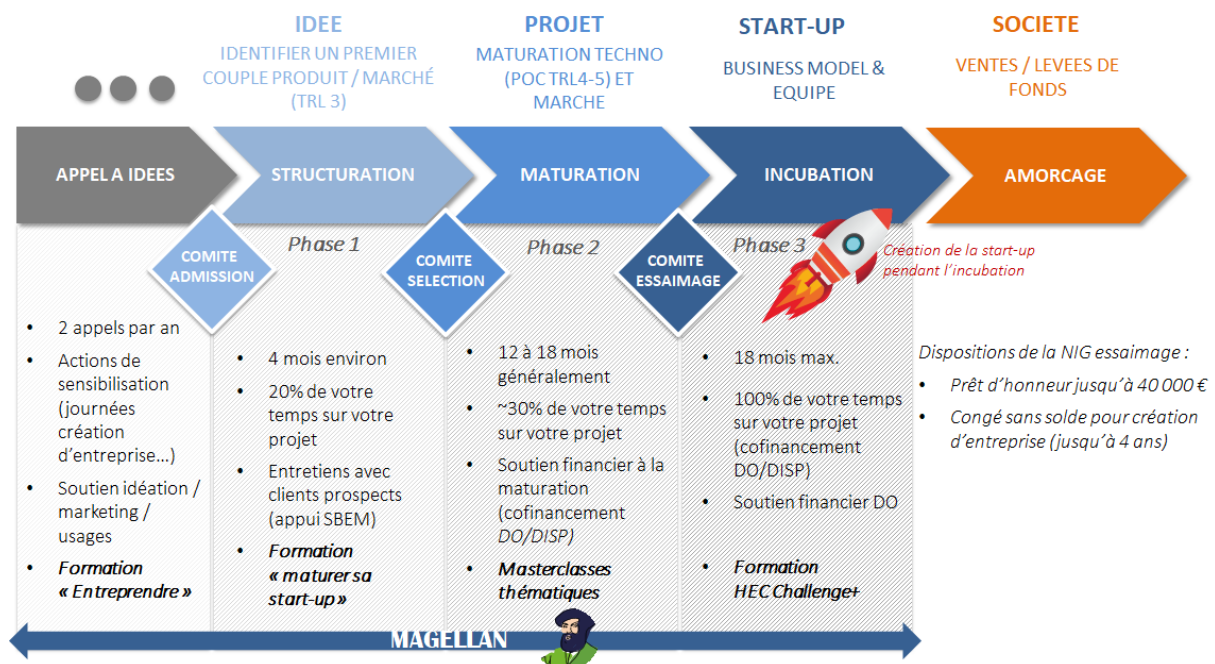 IDEE
IDENTIFIER UN PREMIER
COUPLE PRODUIT / MARCHÉ
(TRL 3)
PROJET
MATURATION TECHNO
(POC TRL4-5) ET
MARCHE
START-UP
BUSINESS MODEL &
EQUIPE
SOCIETE
VENTES / LEVEES DE
FONDS
APPEL A IDEES
STRUCTURATION
MATURATION
INCUBATION
AMORCAGE
COMITE
ADMISSION
Phase 1
COMITE
SELECTION
Phase 2
COMITE
ESSAIMAGE
Phase 3
Création de la start-up
pendant l'incubation
• 2 appels par an
• Actions de
sensibilisation
(journées
création
d'entreprise…)
• Soutien idéation /
marketing /
usages
• Formation
« Entreprendre »
• 4 mois environ
• 20% de votre
temps sur votre
projet
• Entretiens avec
clients prospects
(appui SBEM)
• Formation
« maturer sa
start-up »
• 12 à 18 mois
généralement
• ~30% de votre temps
sur votre projet
• Soutien financier à la
maturation
(cofinancement
DO/DISP)
• Masterclasses
thématiques
• 18 mois max.
• 100% de votre temps
sur votre projet
(cofinancement
DO/DISP)
• Soutien financier DO
• Formation
HEC Challenge+
Dispositions de la NIG essaimage :
• Prêt d'honneur jusqu'à 40 000 €
• Congé sans solde pour création
d'entreprise (jusqu'à 4 ans)
MAGELLAN